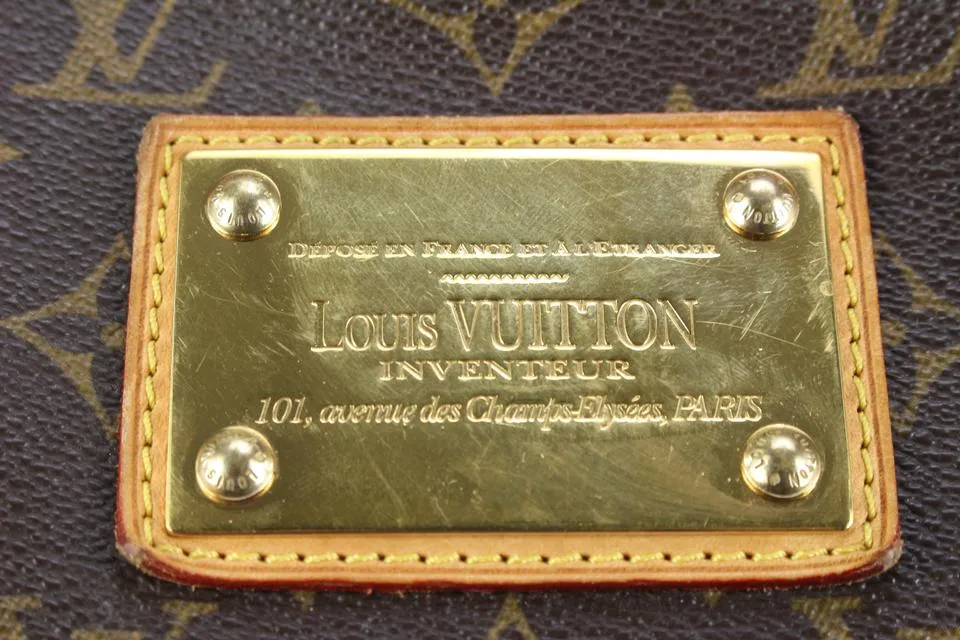 DÉPOSÉ EN FRANCE ET A L'ETRANGER
LOUIS VUITTON
INVENTEUR
101, avenue des Champs-Elysées, PARIS